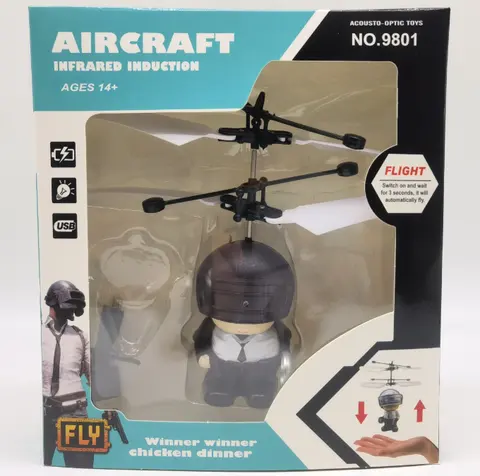 AIRCRAFT
INFRARED INDUCTION
AGES 14+
ACOUSTO-OPTIC TOYS
NO.9801
FLIGHT
Switch on and wait
for 3 seconds, it will
automatically fly.
USB
FLY
Winner winner
chicken dinner